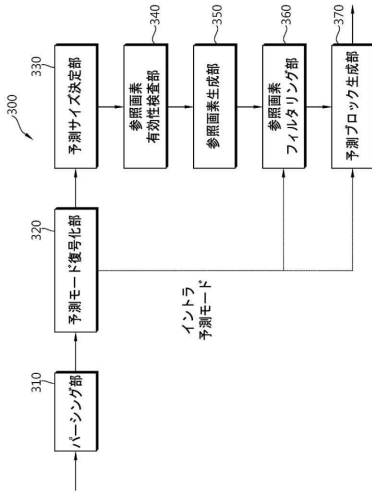 300
310
パーシング部
320
予測モード復号化部
330
予測サイズ決定部
340
参照画素
有効性検査部
350
参照画素生成部
360
参照画素
フィルタリング部
370
予測ブロック生成部
イントラ
予測モード